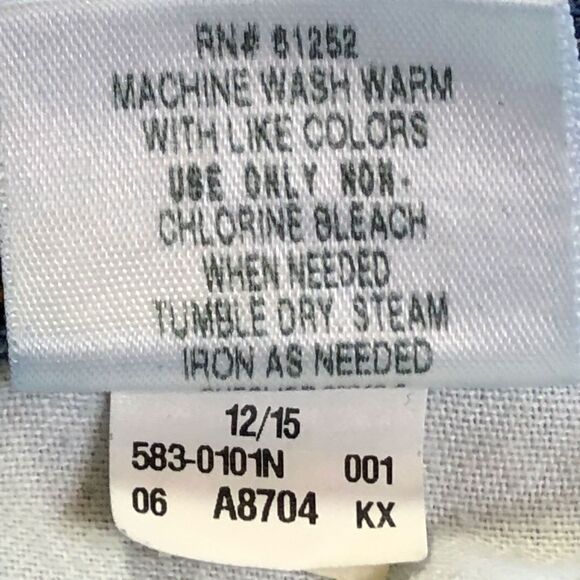 RN# 61252
MACHINE WASH WARM
WITH LIKE COLORS
USE ONLY NON-
CHLORINE BLEACH
WHEN NEEDED
TUMBLE DRY. STEAM
IRON AS NEEDED
12/15
583-0101N 001
06 A8704 KX